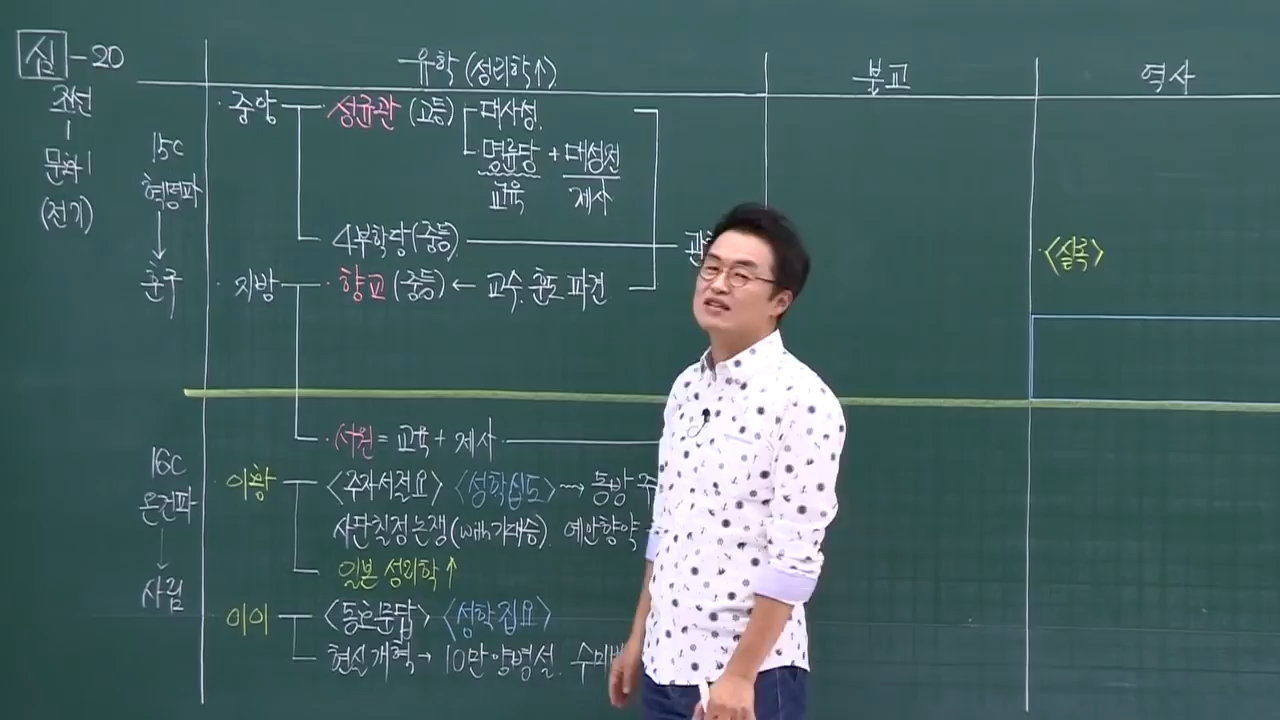 심 -20
조선
문화 1
(전기)
유학 (성리학↑)
불교
역사
15C
혁명파
훈구
중앙
성균관 (고등)
대사성.
명륜당 + 대성전
교육 제사
4부학당 (중등)
관
지방
향교 (중등) ← 교수. 훈도 파견
<실록>
서원 = 교육 + 제사
16C
온건파
사림
이황
<주자서절요> <성학십도> → 동방 주
사단칠정 논쟁 (with 기대승). 예안향약
일본 성리학↑
이이
<동호문답> <성학집요>
현실개혁 → 10만 양병설. 수미